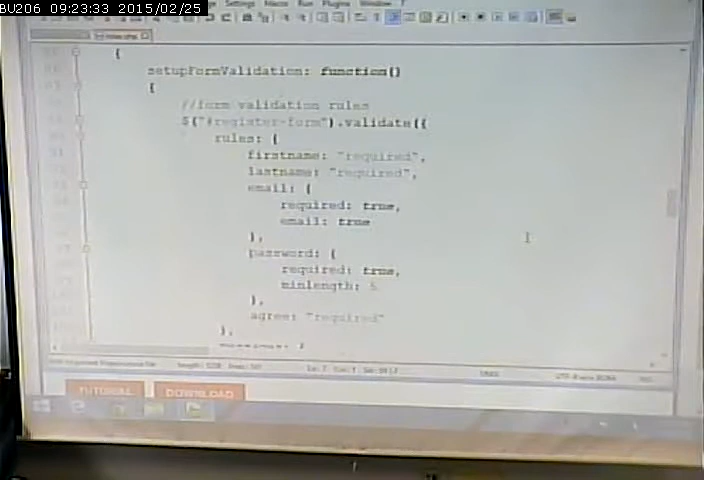 BU206 09:23:33 2015/02/25
Settings Macro Run Plugins Window ?
{
setupFormValidation: function()
{
//form validation rules
$("#register-form").validate({
rules: {
firstname: "required",
lastname: "required",
email: {
required: true,
email: true
},
password: {
required: true,
minlength: 5
},
agree: "required"
},
TUTORIAL DOWNLOAD